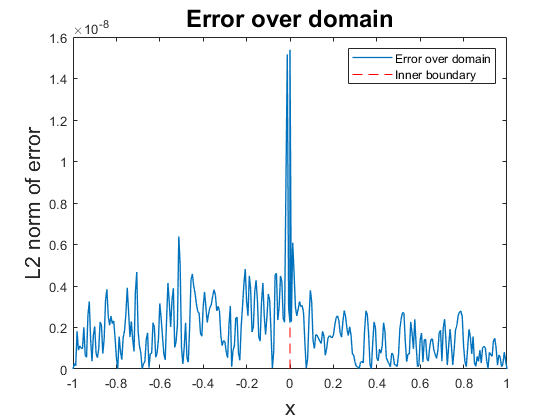 Error over domain
×10⁻⁸
1.6
1.4
1.2
1
0.8
0.6
0.4
0.2
0
L2 norm of error
Error over domain
Inner boundary
-1 -0.8 -0.6 -0.4 -0.2 0 0.2 0.4 0.6 0.8 1
x